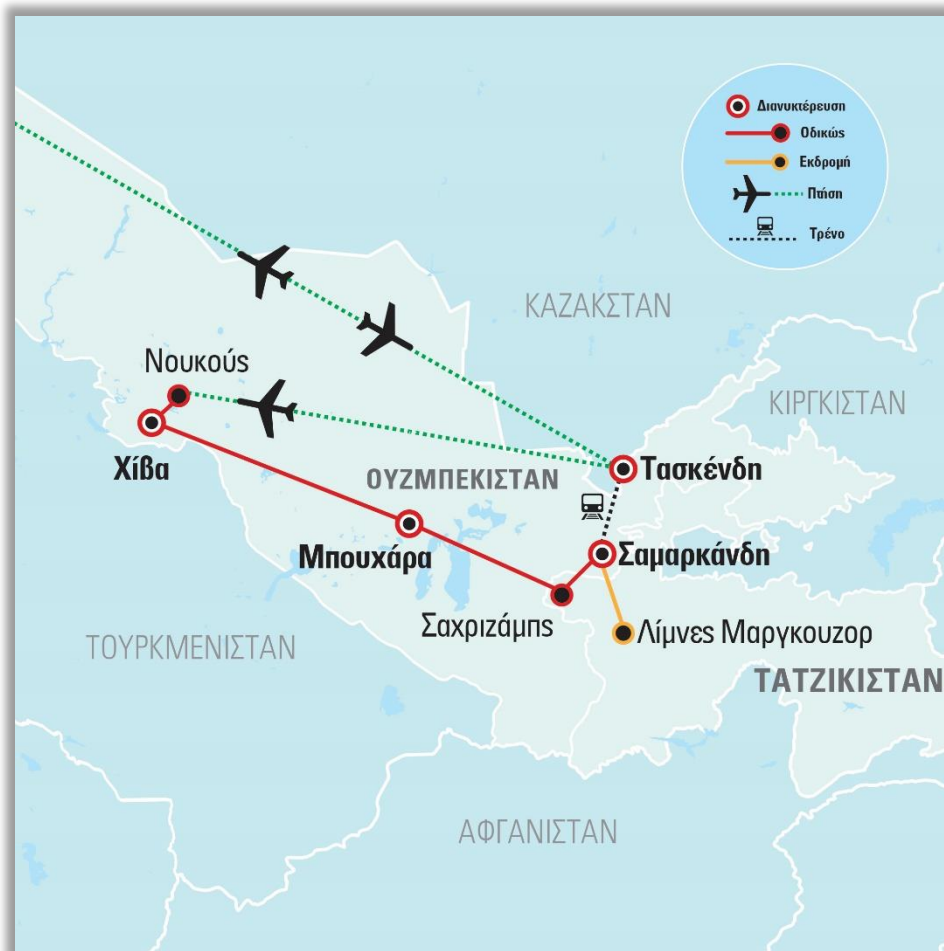 Διανυκτέρευση
Οδικώς
Εκδρομή
Πτήση
Τρένο
ΚΑΖΑΚΣΤΑΝ
Νουκούς
ΚΙΡΓΚΙΣΤΑΝ
Χίβα
ΟΥΖΜΠΕΚΙΣΤΑΝ
Τασκένδη
Μπουχάρα
Σαμαρκάνδη
Σαχριζάμπς
Λίμνες Μαργκουζορ
ΤΟΥΡΚΜΕΝΙΣΤΑΝ
ΤΑΤΖΙΚΙΣΤΑΝ
ΑΦΓΑΝΙΣΤΑΝ